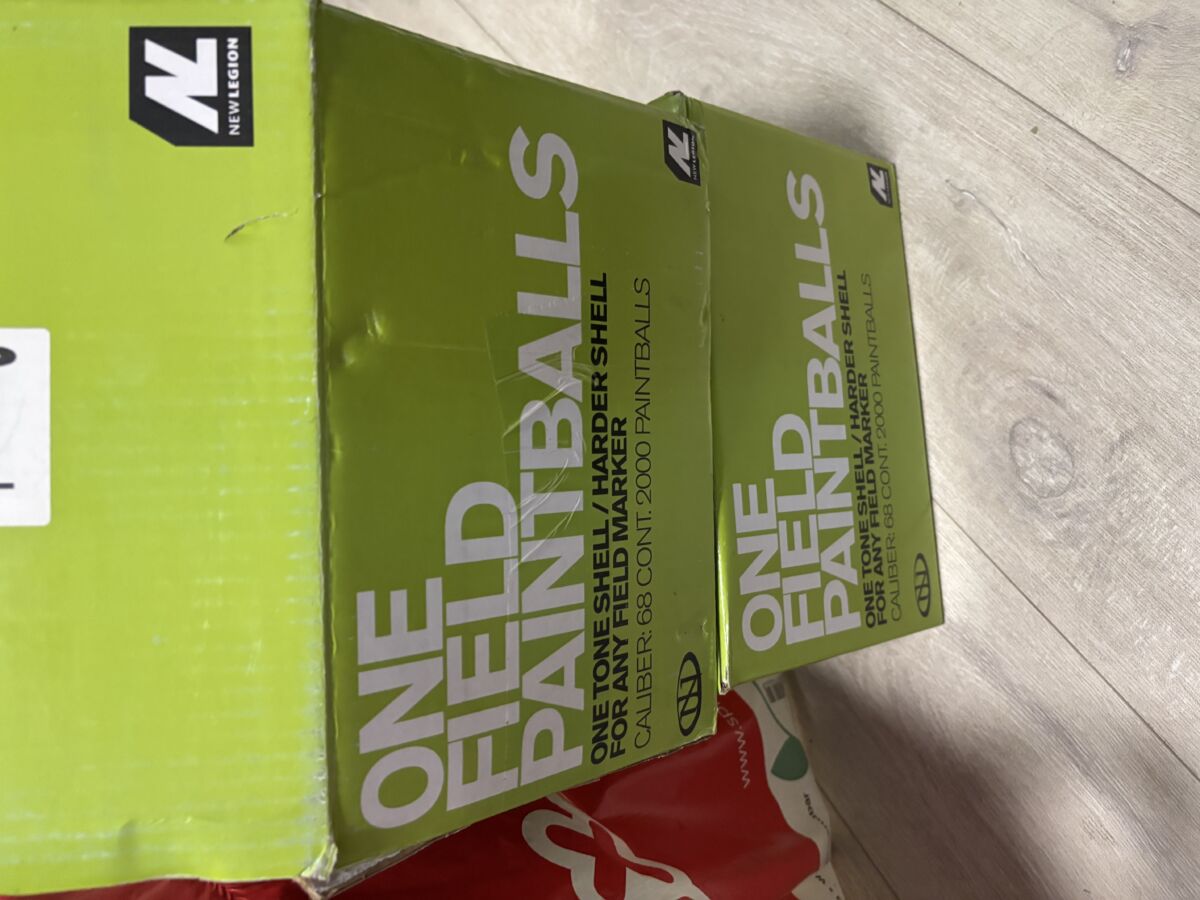 NEW LEGION
ONE
FIELD
PAINTBALLS
ONE TONE SHELL / HARDER SHELL
FOR ANY FIELD MARKER
CALIBER: 68 CONT. 2000 PAINTBALLS
NEW LEGION
ONE
FIELD
PAINTBALLS
ONE TONE SHELL / HARDER SHELL
FOR ANY FIELD MARKER
CALIBER: 68 CONT. 2000 PAINTBALLS
www.sp